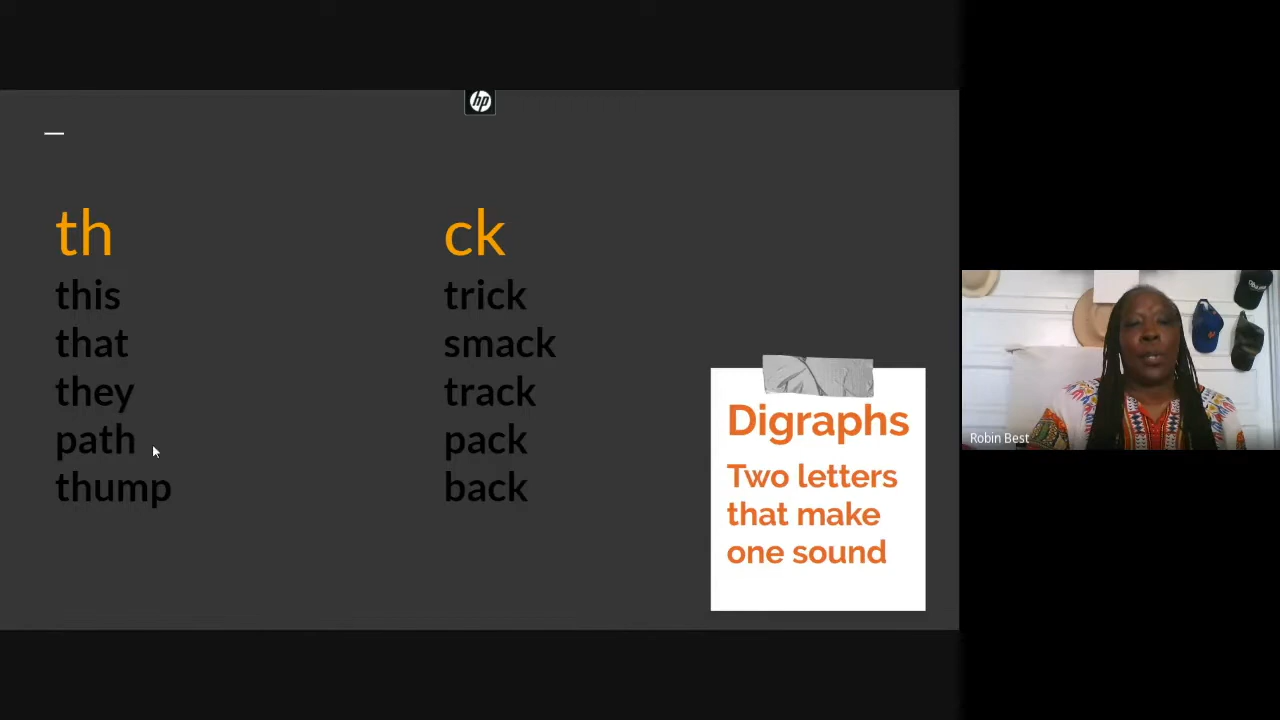 hp
th
this
that
they
path
thump
ck
trick
smack
track
pack
back
Digraphs
Two letters
that make
one sound
Robin Best